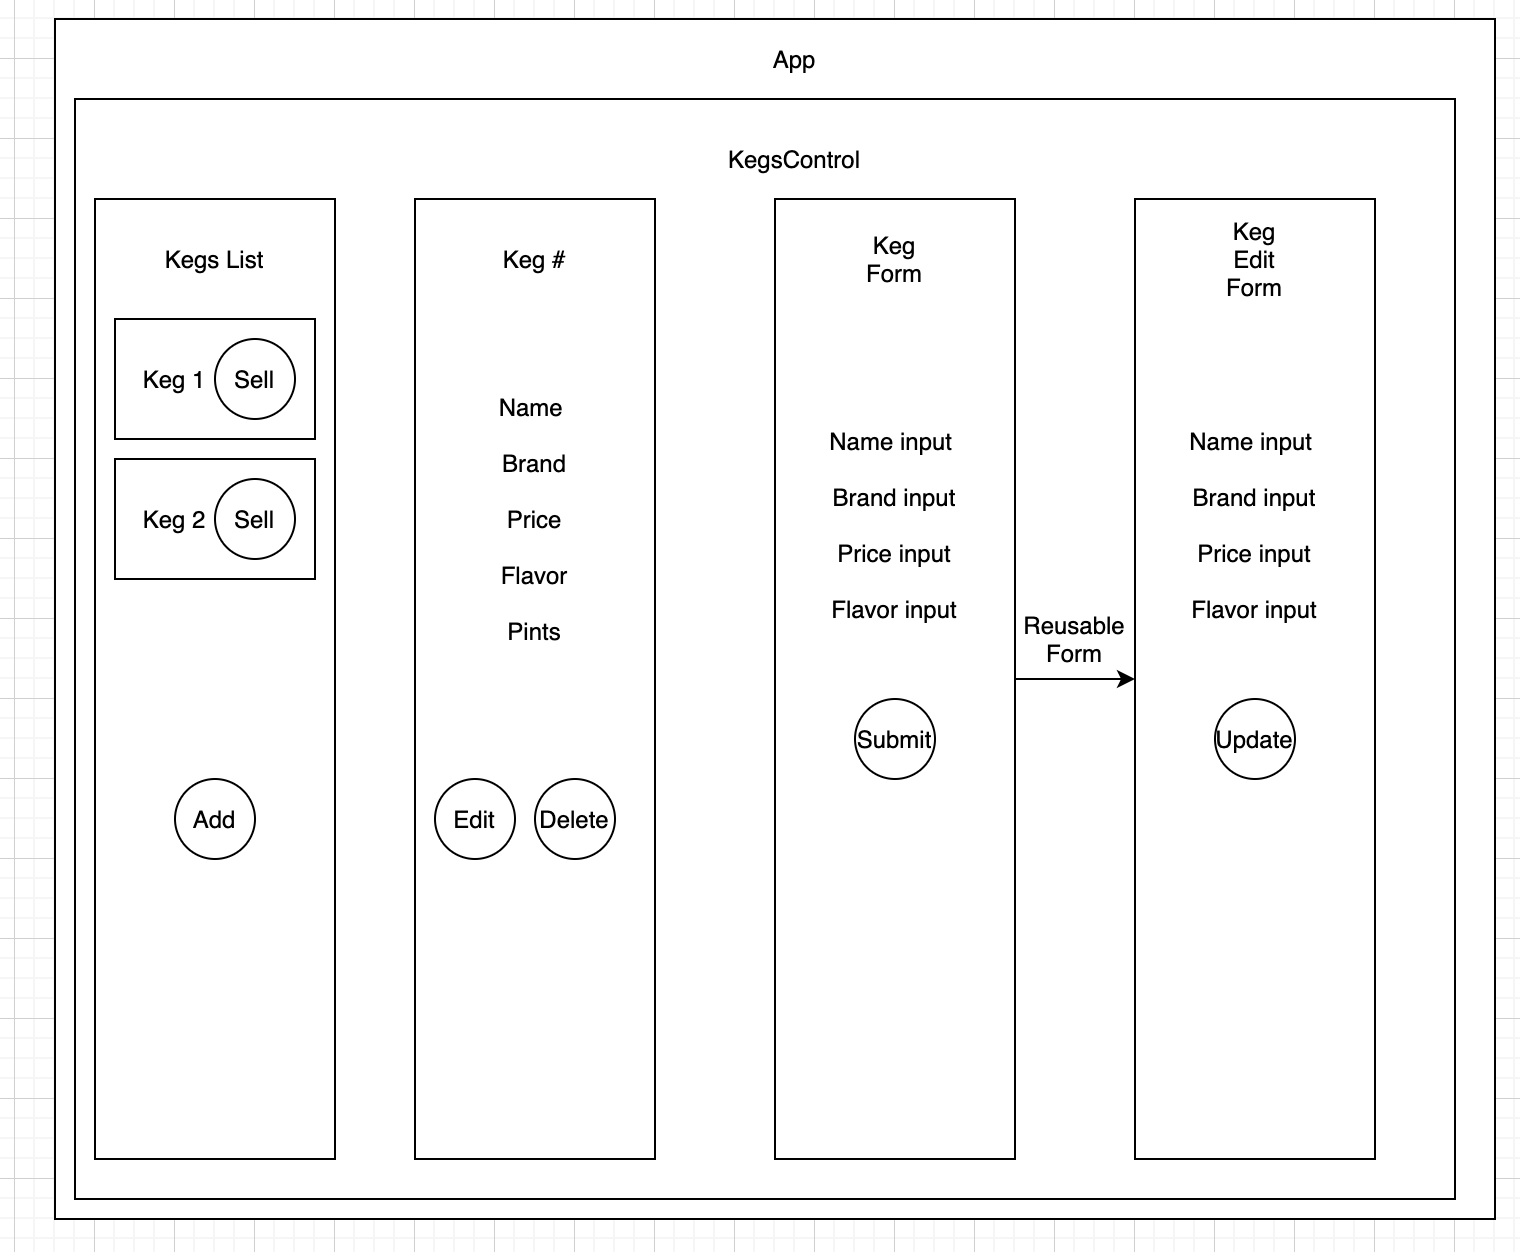 App
KegsControl
Kegs List
Keg 1
Sell
Keg 2
Sell
Add
Keg #
Name
Brand
Price
Flavor
Pints
Edit
Delete
Keg
Form
Name input
Brand input
Price input
Flavor input
Submit
Reusable
Form
Keg
Edit
Form
Name input
Brand input
Price input
Flavor input
Update